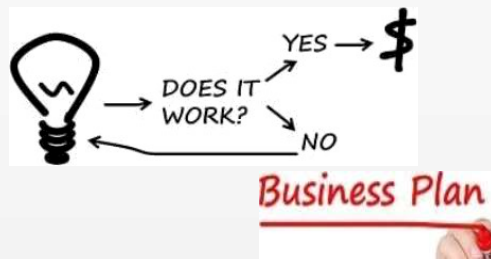 YES
$
DOES IT
WORK?
NO
Business Plan